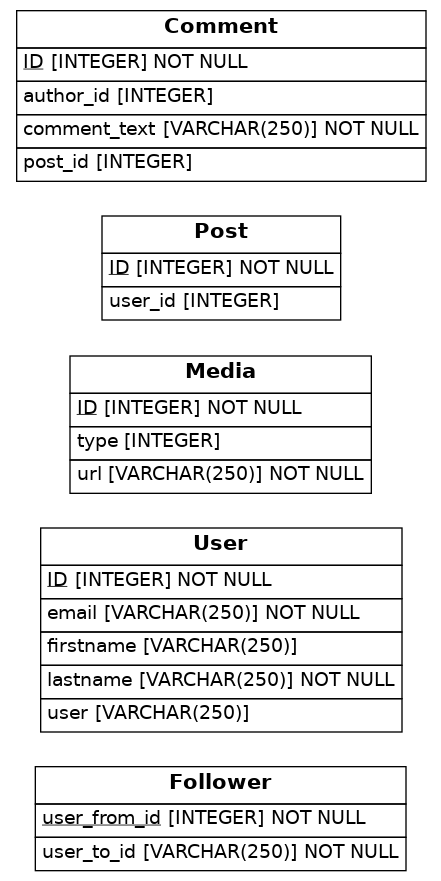 Comment
ID [INTEGER] NOT NULL
author_id [INTEGER]
comment_text [VARCHAR(250)] NOT NULL
post_id [INTEGER]
Post
ID [INTEGER] NOT NULL
user_id [INTEGER]
Media
ID [INTEGER] NOT NULL
type [INTEGER]
url [VARCHAR(250)] NOT NULL
User
ID [INTEGER] NOT NULL
email [VARCHAR(250)] NOT NULL
firstname [VARCHAR(250)]
lastname [VARCHAR(250)] NOT NULL
user [VARCHAR(250)]
Follower
user_from_id [INTEGER] NOT NULL
user_to_id [VARCHAR(250)] NOT NULL